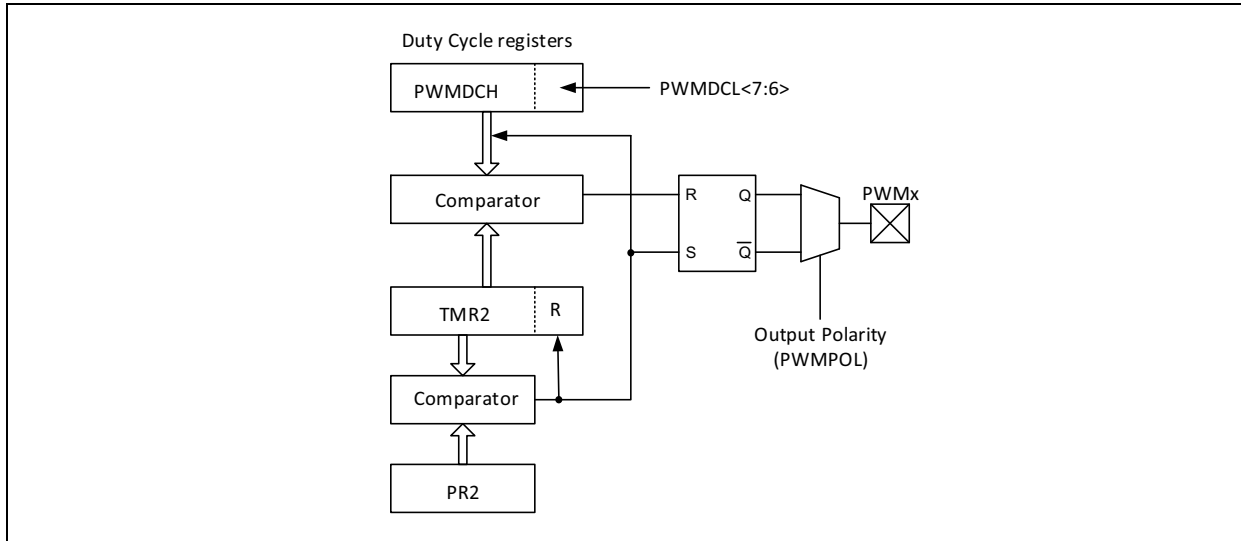 Duty Cycle registers
PWMDCH
PWMDCL<7:6>
Comparator
R
Q
PWMx
S
Q̅
TMR2
R
Output Polarity
(PWMPOL)
Comparator
PR2